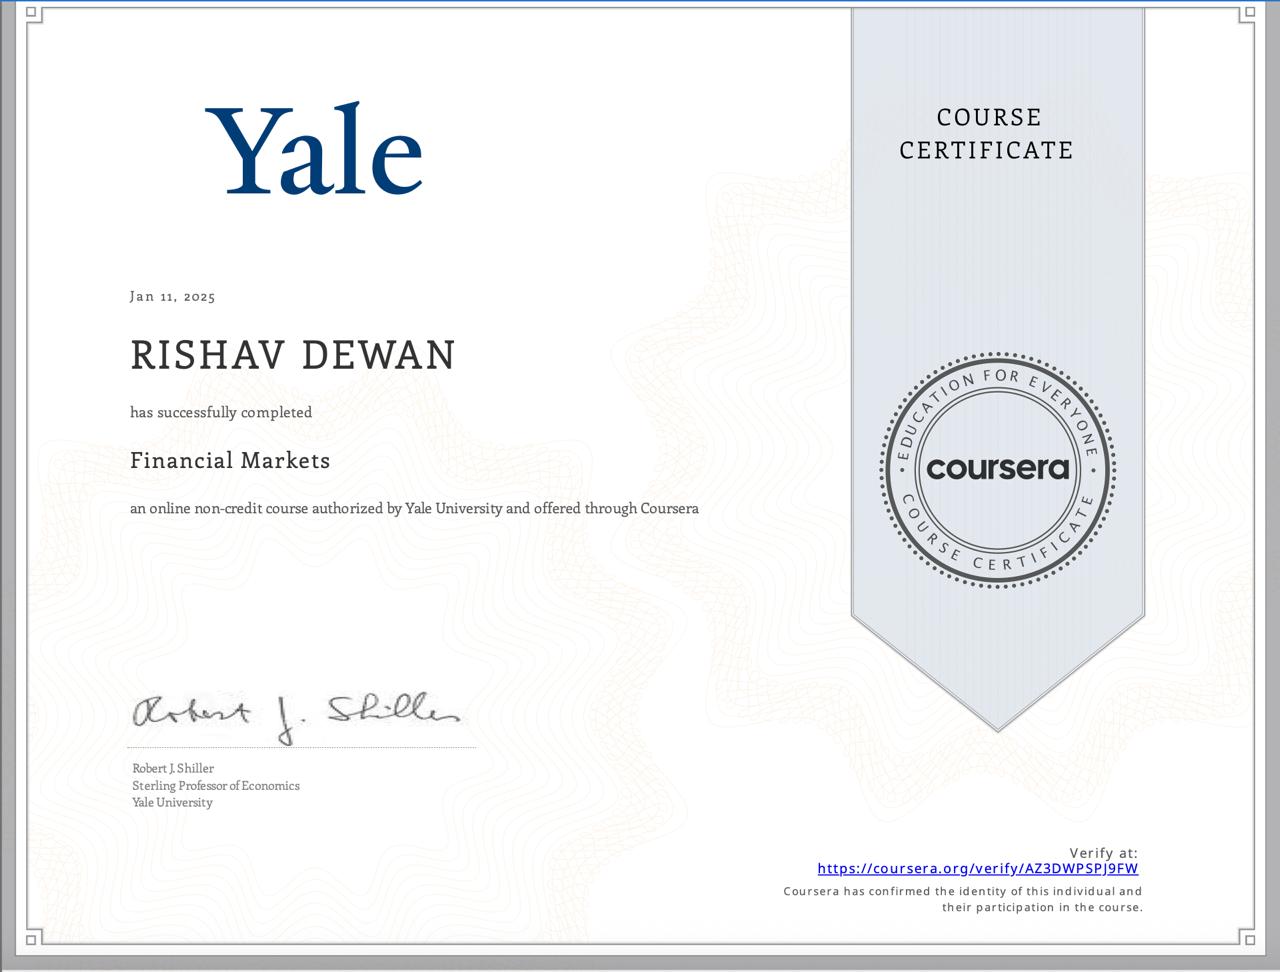 Yale
COURSE
CERTIFICATE
Jan 11, 2025
RISHAV DEWAN
has successfully completed
Financial Markets
an online non-credit course authorized by Yale University and offered through Coursera
EDUCATION FOR EVERYONE
coursera
COURSE CERTIFICATE
Robert J. Shiller
Robert J. Shiller
Sterling Professor of Economics
Yale University
Verify at:
https://coursera.org/verify/AZ3DWPSPJ9FW
Coursera has confirmed the identity of this individual and
their participation in the course.